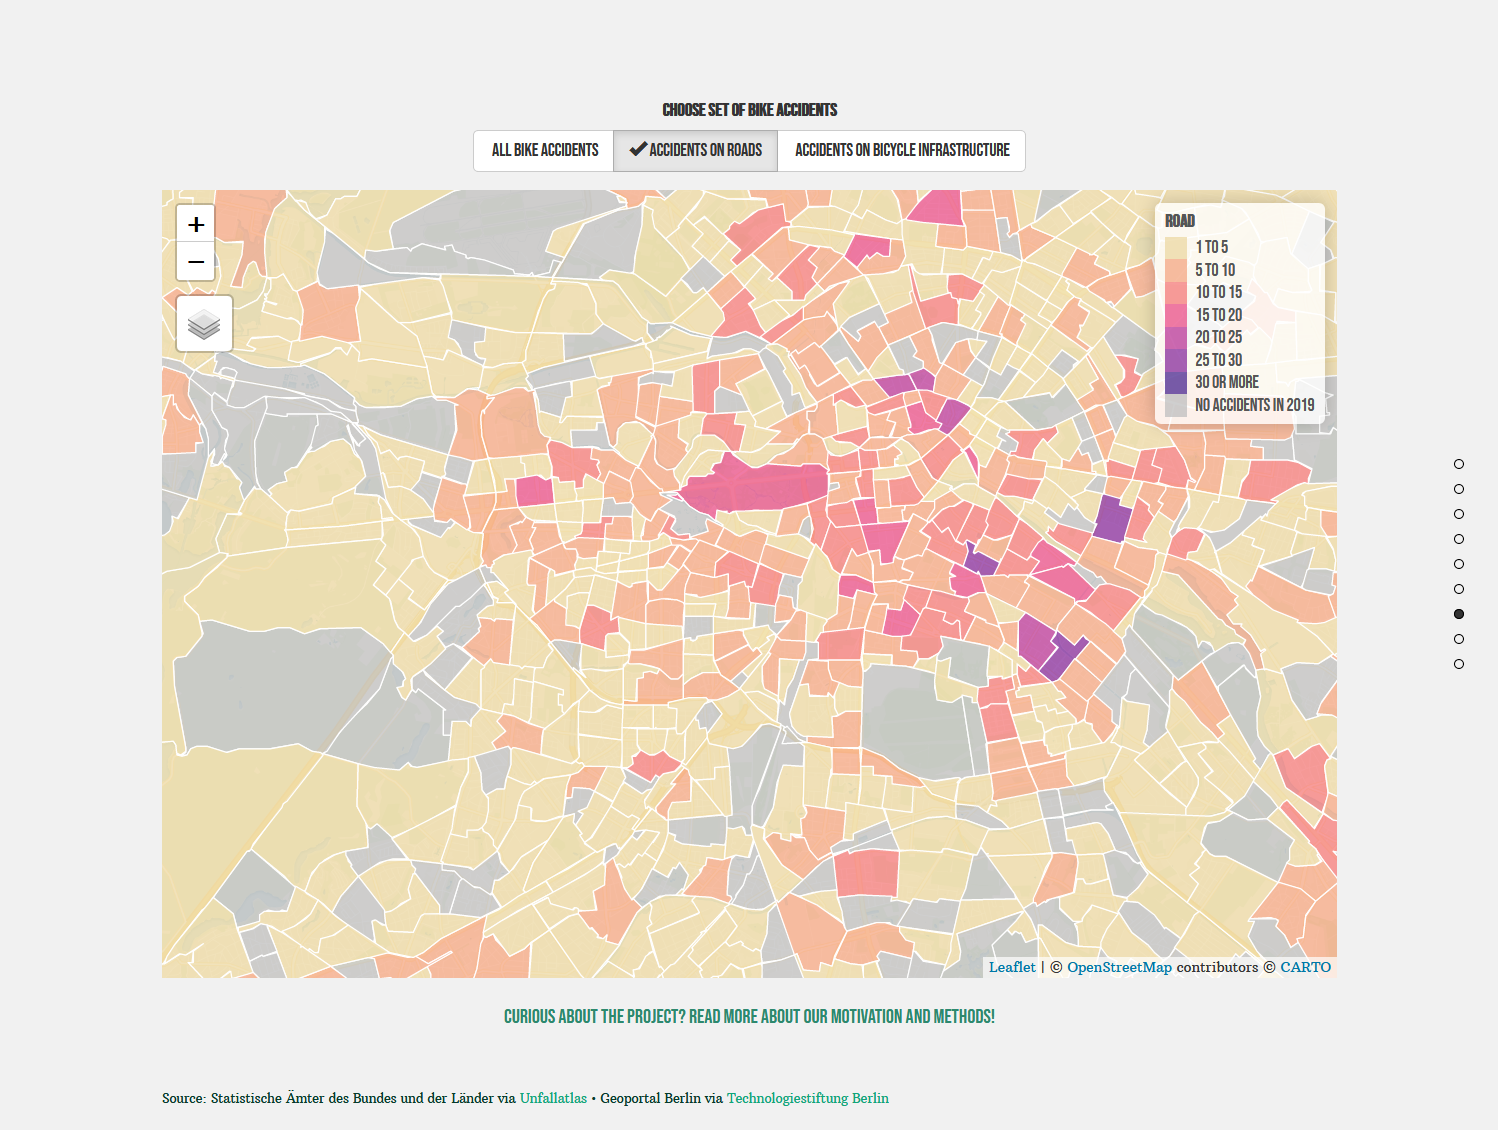 CHOOSE SET OF BIKE ACCIDENTS
ALL BIKE ACCIDENTS
ACCIDENTS ON ROADS
ACCIDENTS ON BICYCLE INFRASTRUCTURE
+
−
ROAD
1 TO 5
5 TO 10
10 TO 15
15 TO 20
20 TO 25
25 TO 30
30 OR MORE
NO ACCIDENTS IN 2019
Leaflet | © OpenStreetMap contributors © CARTO
CURIOUS ABOUT THE PROJECT? READ MORE ABOUT OUR MOTIVATION AND METHODS!
Source: Statistische Ämter des Bundes und der Länder via Unfallatlas • Geoportal Berlin via Technologiestiftung Berlin